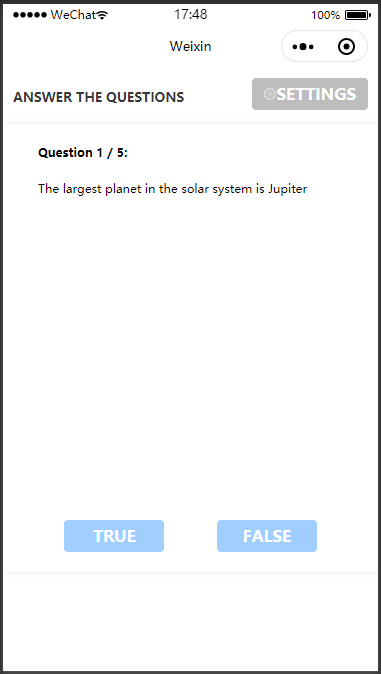 WeChat 17:48 100%
Weixin
ANSWER THE QUESTIONS SETTINGS
Question 1 / 5:
The largest planet in the solar system is Jupiter
TRUE FALSE